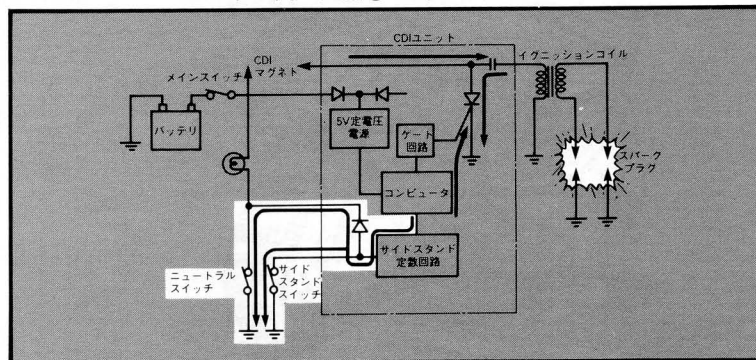 CDIユニット
イグニッションコイル
CDI
マグネト
メインスイッチ
バッテリ
5V定電圧
電源
ゲート
回路
コンピュータ
スパーク
プラグ
サイドスタンド
定数回路
ニュートラル
スイッチ
サイド
スタンド
スイッチ